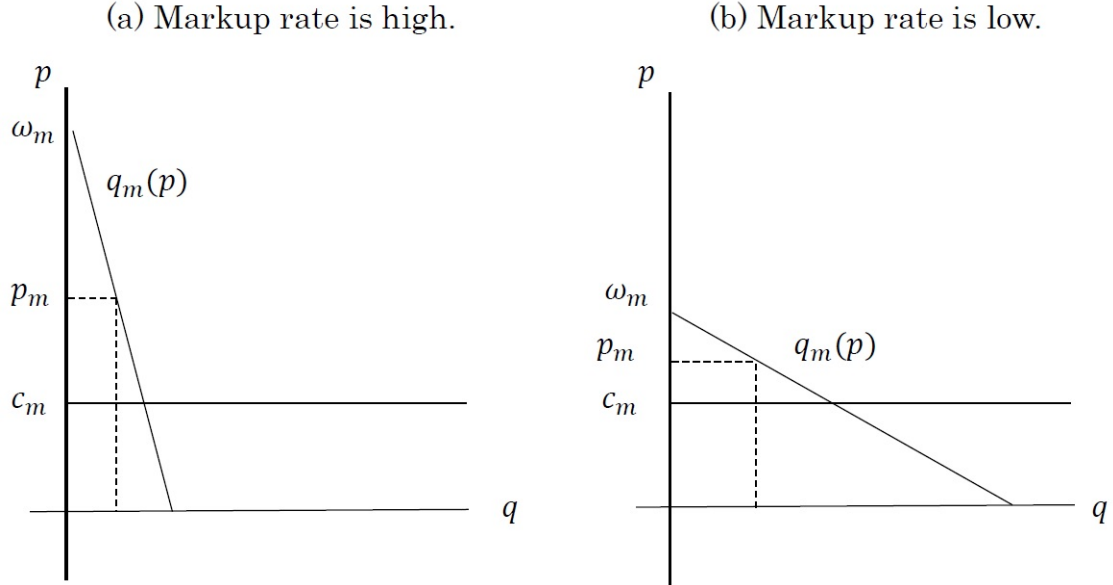 (a) Markup rate is high.
p
ω_m
q_m(p)
p_m
c_m
q
(b) Markup rate is low.
p
ω_m
p_m
q_m(p)
c_m
q